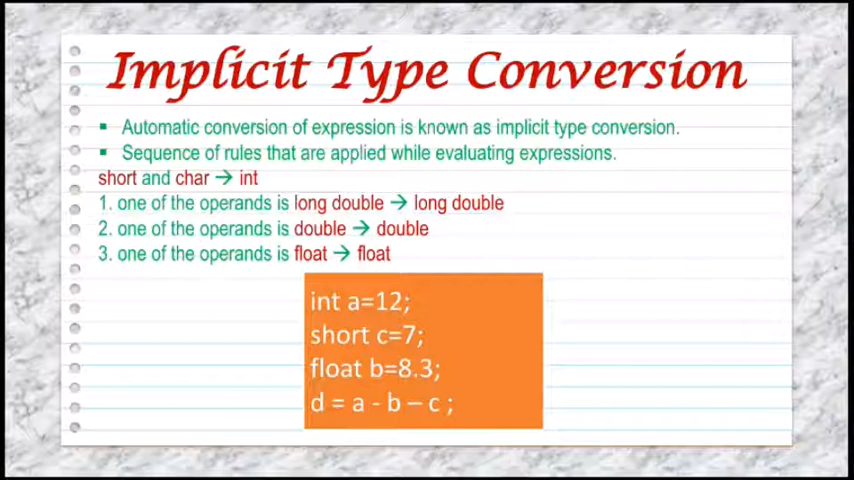 Implicit Type Conversion
▪ Automatic conversion of expression is known as implicit type conversion.
▪ Sequence of rules that are applied while evaluating expressions.
short and char → int
1. one of the operands is long double → long double
2. one of the operands is double → double
3. one of the operands is float → float
int a=12;
short c=7;
float b=8.3;
d = a - b – c ;